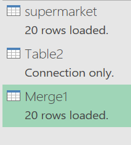 supermarket
20 rows loaded.
Table2
Connection only.
Merge1
20 rows loaded.